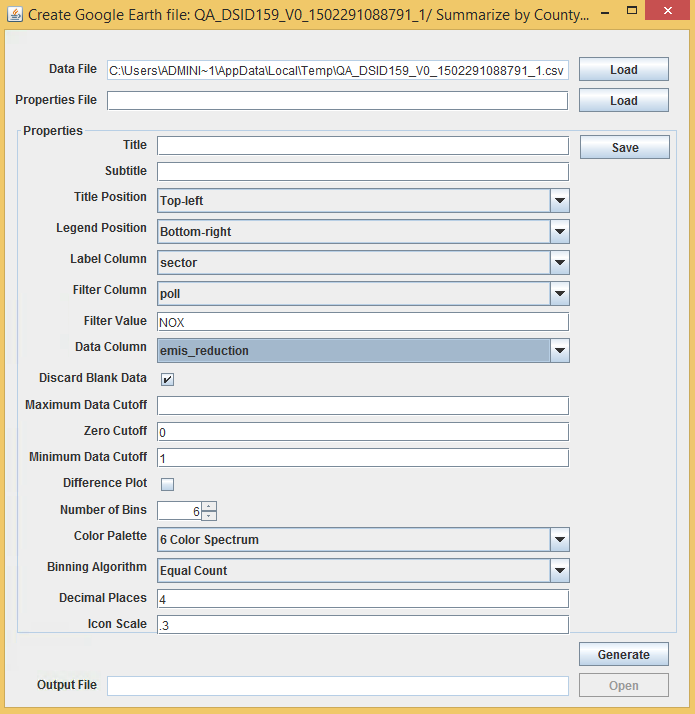 Create Google Earth file: QA_DSID159_V0_1502291088791_1/ Summarize by County...
Data File C:\Users\ADMINI~1\AppData\Local\Temp\QA_DSID159_V0_1502291088791_1.csv Load
Properties File Load
Properties
Title Save
Subtitle
Title Position Top-left
Legend Position Bottom-right
Label Column sector
Filter Column poll
Filter Value NOX
Data Column emis_reduction
Discard Blank Data
Maximum Data Cutoff
Zero Cutoff 0
Minimum Data Cutoff 1
Difference Plot
Number of Bins 6
Color Palette 6 Color Spectrum
Binning Algorithm Equal Count
Decimal Places 4
Icon Scale .3
Generate
Output File Open